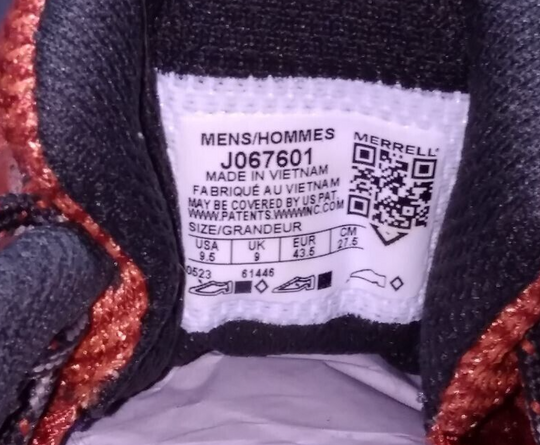 MENS/HOMMES
MERRELL
J067601
MADE IN VIETNAM
FABRIQUÉ AU VIETNAM
MAY BE COVERED BY US PAT.
WWW.PATENTS.WWWINC.COM
SIZE/GRANDEUR
USA UK EUR CM
9.5 9 43.5 27.5
0523 61446